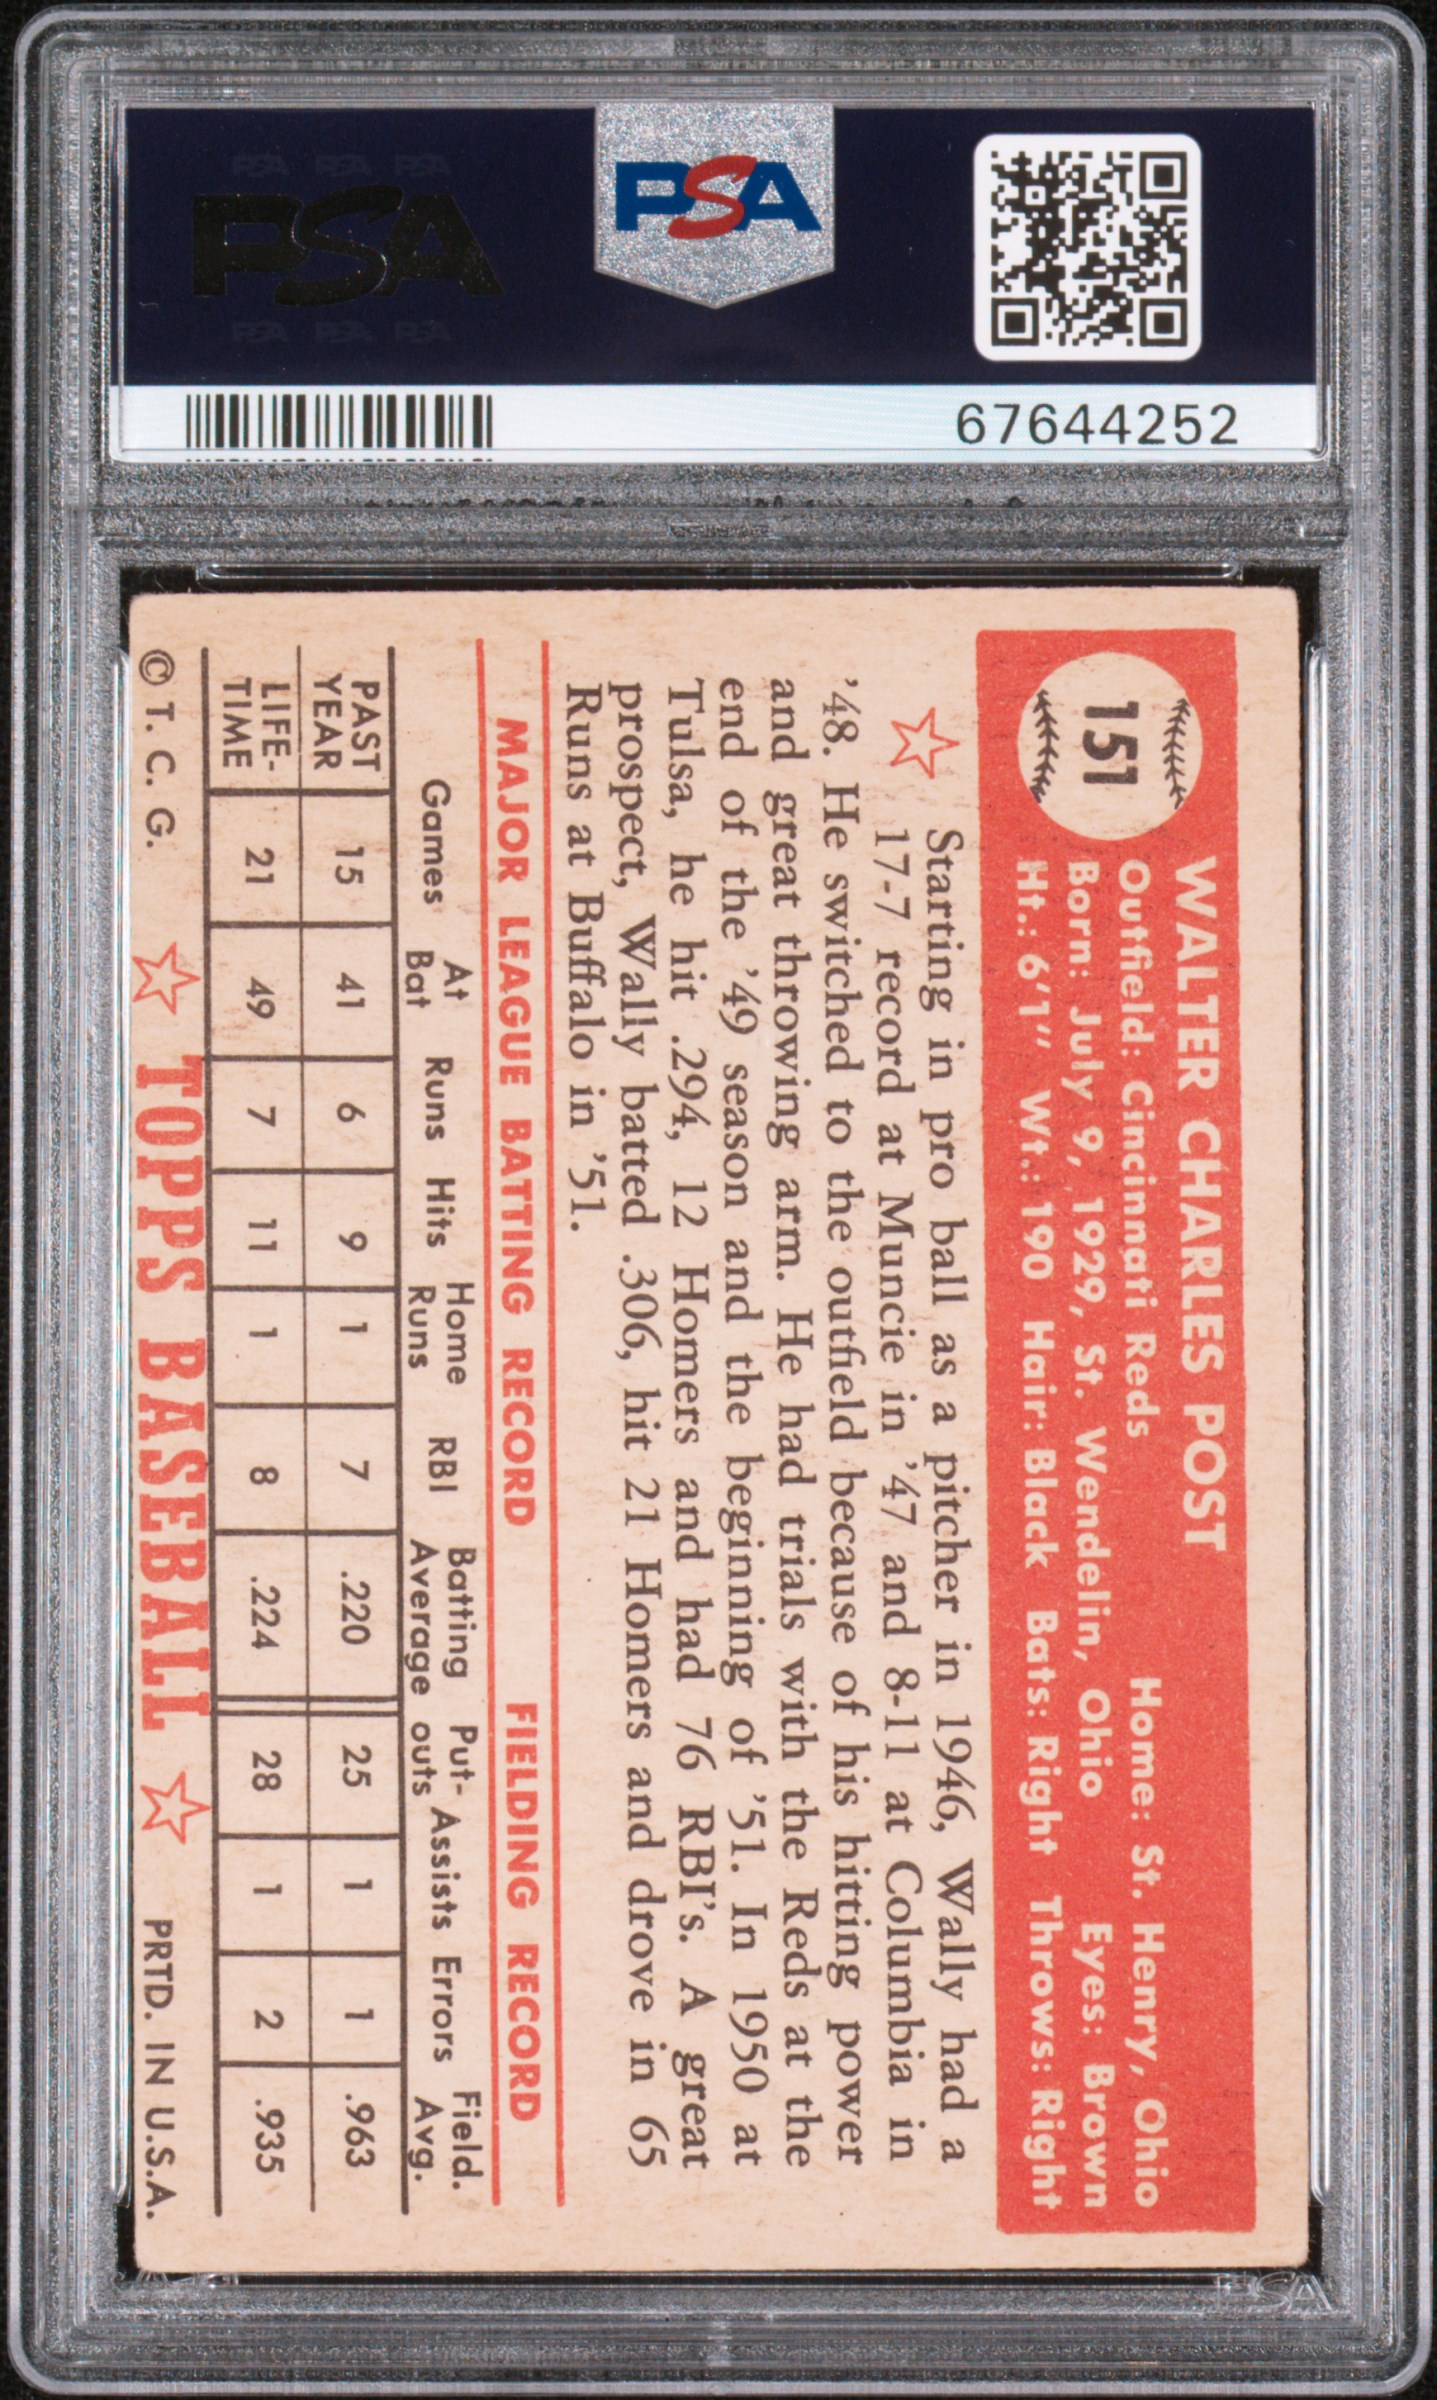 PSA PSA PSA
PSA
PSA PSA PSA
PSA
67644252
151
WALTER CHARLES POST
Outfield: Cincinnati Reds Home: St. Henry, Ohio
Born: July 9, 1929, St. Wendelin, Ohio Eyes: Brown
Ht.: 6'1" Wt.: 190 Hair: Black Bats: Right Throws: Right
Starting in pro ball as a pitcher in 1946, Wally had a
17-7 record at Muncie in '47 and 8-11 at Columbia in
'48. He switched to the outfield because of his hitting power
and great throwing arm. He had trials with the Reds at the
end of the '49 season and the beginning of '51. In 1950 at
Tulsa, he hit .294, 12 Homers and had 76 RBI's. A great
prospect, Wally batted .306, hit 21 Homers and drove in 65
Runs at Buffalo in '51.
MAJOR LEAGUE BATTING RECORD FIELDING RECORD
Games At Bat Runs Hits Home Runs RBI Batting Average Put-outs Assists Errors Field. Avg.
PAST YEAR 15 41 6 9 1 7 .220 25 1 1 .963
LIFE-TIME 21 49 7 11 1 8 .224 28 1 2 .935
© T. C. G. TOPPS BASEBALL PRTD. IN U.S.A.
PSA